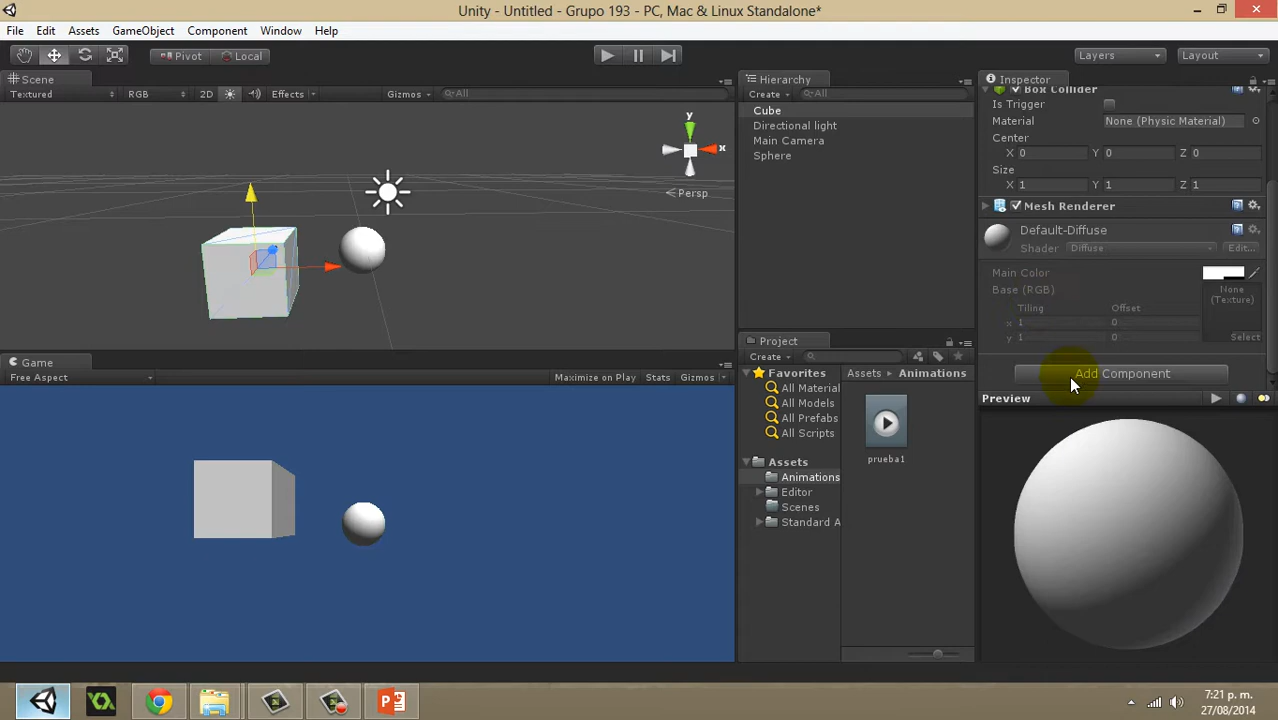 Unity - Untitled - Grupo 193 - PC, Mac & Linux Standalone*
File Edit Assets GameObject Component Window Help
Pivot Local Layers Layout
Scene
Textured RGB 2D Effects Gizmos All
y
x
Persp
Game
Free Aspect Maximize on Play Stats Gizmos
Hierarchy
Create All
Cube
Directional light
Main Camera
Sphere
Project
Create
Favorites
All Material
All Models
All Prefabs
All Scripts
Assets
Animations
Editor
Scenes
Standard A
Assets Animations
prueba1
Inspector
Box Collider
Is Trigger
Material None (Physic Material)
Center
X 0 Y 0 Z 0
Size
X 1 Y 1 Z 1
Mesh Renderer
Default-Diffuse
Shader Diffuse Edit...
Main Color
Base (RGB)
None
(Texture)
Tiling Offset
x 1 0
y 1 0
Select
Add Component
Preview
7:21 p. m.
27/08/2014